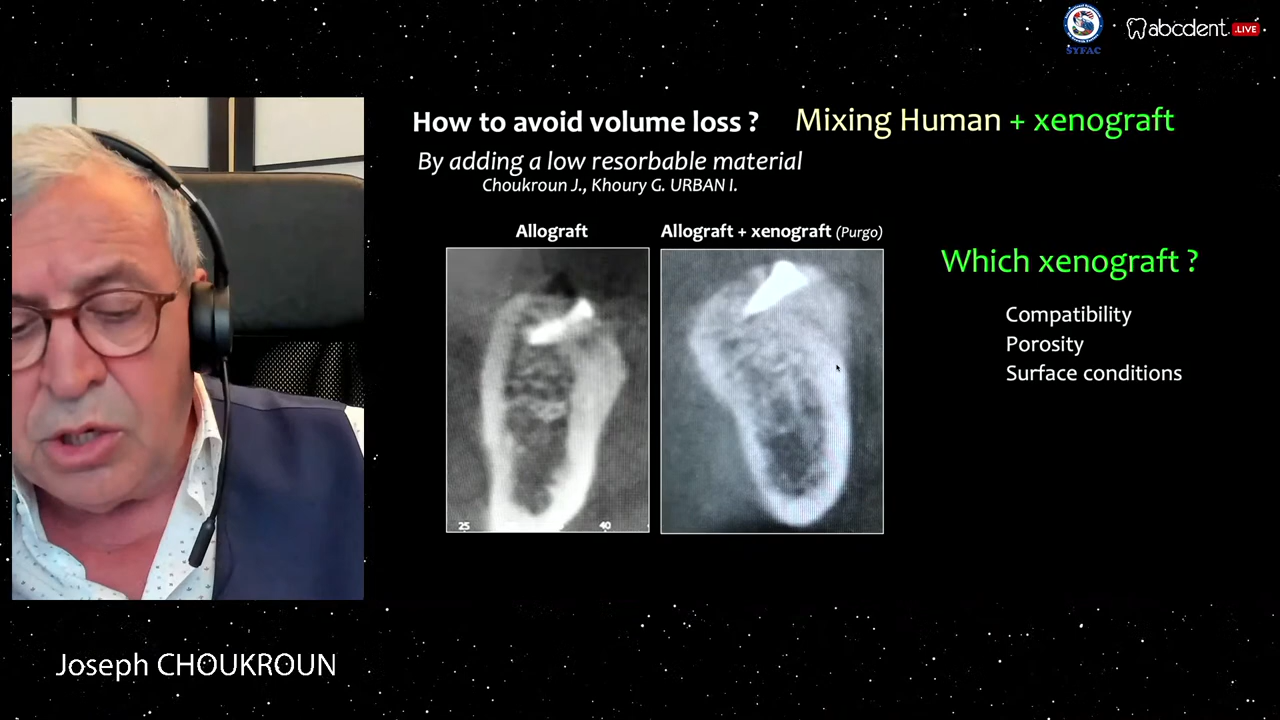 SYFAC
abcdent.LIVE
How to avoid volume loss ?
Mixing Human + xenograft
By adding a low resorbable material
Choukroun J., Khoury G. URBAN I.
Allograft
Allograft + xenograft (Purgo)
25
40
Which xenograft ?
Compatibility
Porosity
Surface conditions
Joseph CHOUKROUN